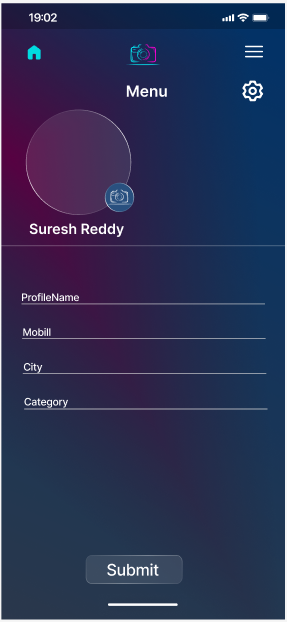 19:02
Menu
Suresh Reddy
ProfileName
Mobill
City
Category
Submit